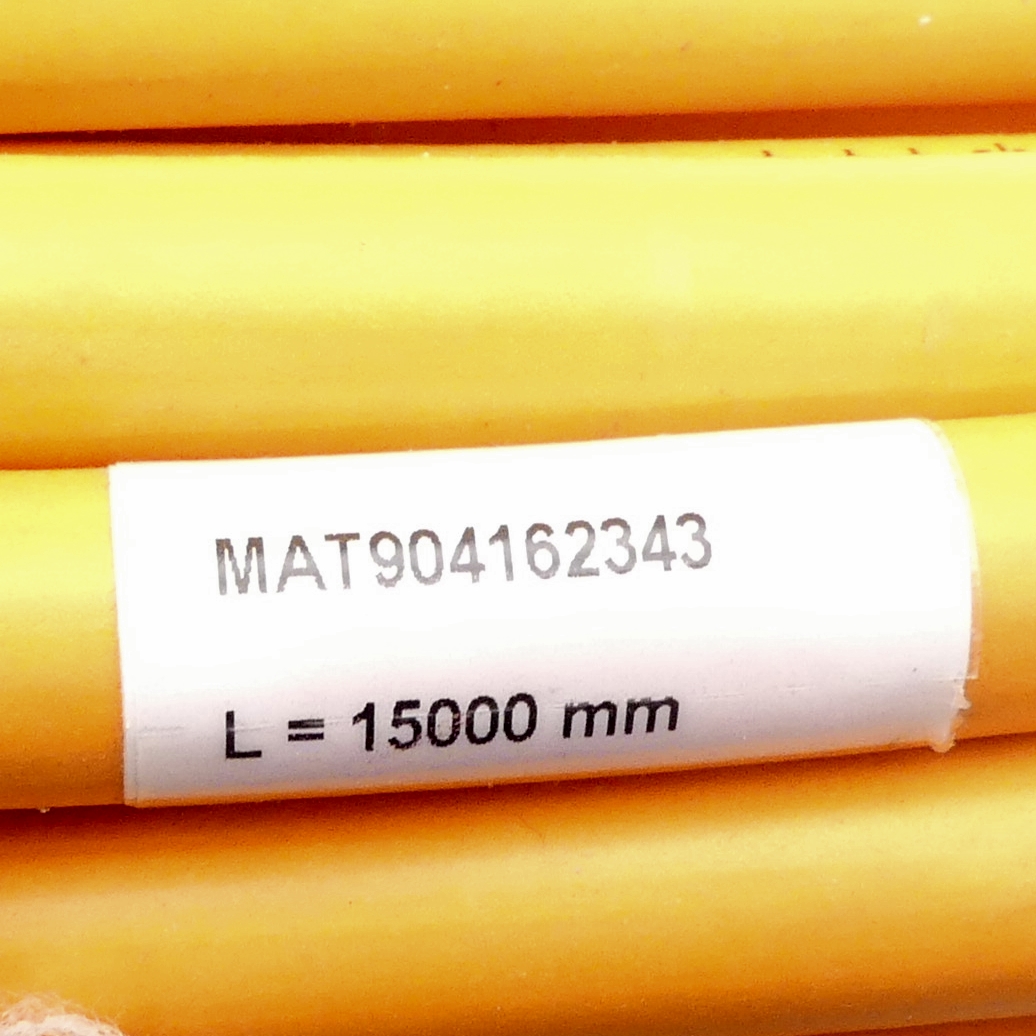 MAT904162343
L = 15000 mm